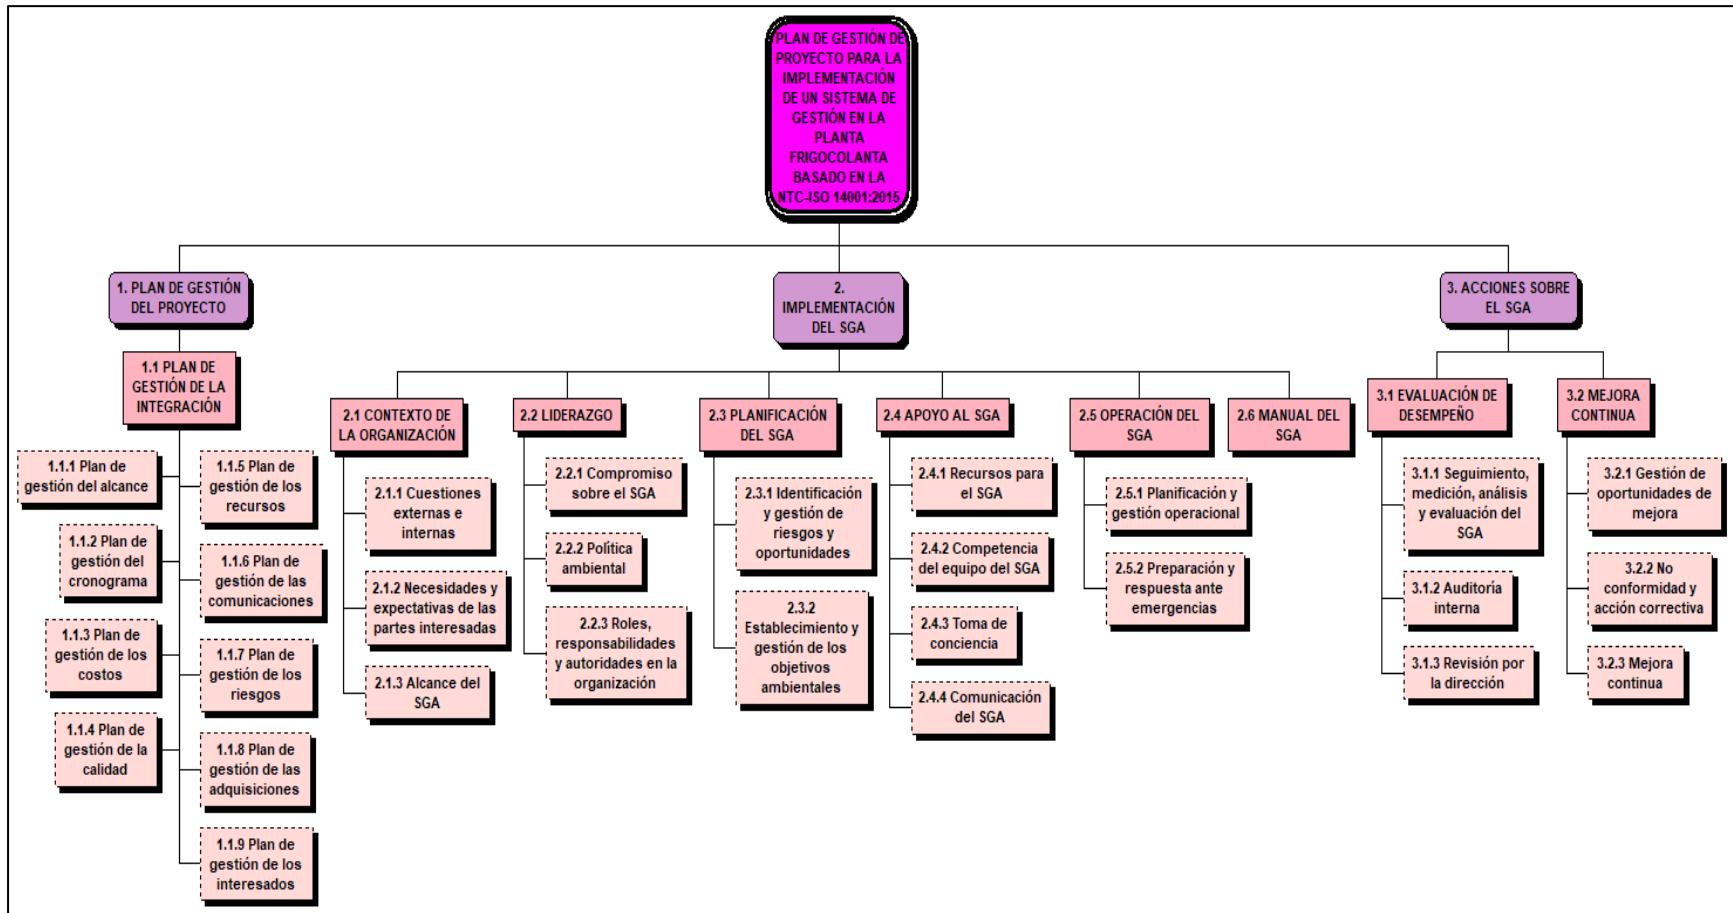 PLAN DE GESTIÓN DE
PROYECTO PARA LA
IMPLEMENTACIÓN
DE UN SISTEMA DE
GESTIÓN EN LA
PLANTA
FRIGOCOLANTA
BASADO EN LA
NTC-ISO 14001:2015
1. PLAN DE GESTIÓN
DEL PROYECTO
1.1 PLAN DE
GESTIÓN DE LA
INTEGRACIÓN
1.1.1 Plan de
gestión del alcance
1.1.2 Plan de
gestión del
cronograma
1.1.3 Plan de
gestión de los
costos
1.1.4 Plan de
gestión de la
calidad
1.1.5 Plan de
gestión de los
recursos
1.1.6 Plan de
gestión de las
comunicaciones
1.1.7 Plan de
gestión de los
riesgos
1.1.8 Plan de
gestión de las
adquisiciones
1.1.9 Plan de
gestión de los
interesados
2.
IMPLEMENTACIÓN
DEL SGA
2.1 CONTEXTO DE
LA ORGANIZACIÓN
2.1.1 Cuestiones
externas e
internas
2.1.2 Necesidades y
expectativas de las
partes interesadas
2.1.3 Alcance del
SGA
2.2 LIDERAZGO
2.2.1 Compromiso
sobre el SGA
2.2.2 Política
ambiental
2.2.3 Roles,
responsabilidades
y autoridades en la
organización
2.3 PLANIFICACIÓN
DEL SGA
2.3.1 Identificación
y gestión de
riesgos y
oportunidades
2.3.2
Establecimiento y
gestión de los
objetivos
ambientales
2.4 APOYO AL SGA
2.4.1 Recursos para
el SGA
2.4.2 Competencia
del equipo del SGA
2.4.3 Toma de
conciencia
2.4.4 Comunicación
del SGA
2.5 OPERACIÓN DEL
SGA
2.5.1 Planificación y
gestión operacional
2.5.2 Preparación y
respuesta ante
emergencias
2.6 MANUAL DEL
SGA
3. ACCIONES SOBRE
EL SGA
3.1 EVALUACIÓN DE
DESEMPEÑO
3.1.1 Seguimiento,
medición, análisis
y evaluación del
SGA
3.1.2 Auditoría
interna
3.1.3 Revisión por
la dirección
3.2 MEJORA
CONTINUA
3.2.1 Gestión de
oportunidades de
mejora
3.2.2 No
conformidad y
acción correctiva
3.2.3 Mejora
continua